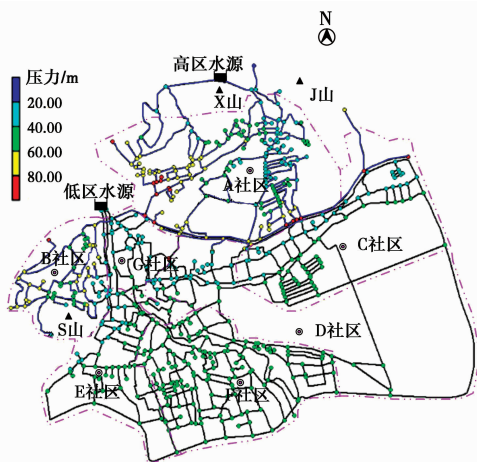 N
高区水源
X山
J山
压力/m
20.00
40.00
60.00
80.00
A社区
低区水源
B社区
G社区
C社区
S山
D社区
E社区
F社区